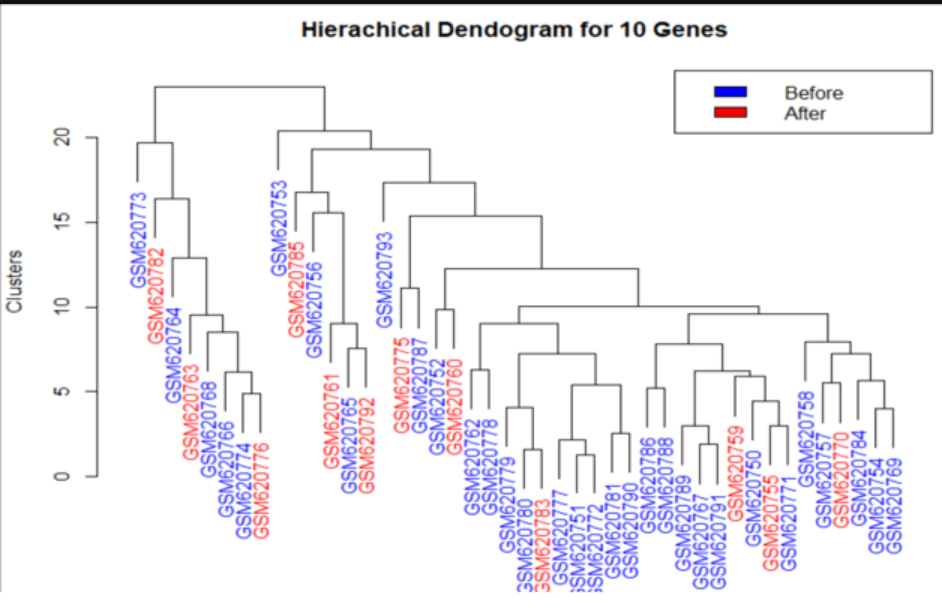 Hierachical Dendogram for 10 Genes
Before
After
Clusters
20
15
10
5
0
GSM620773
GSM620782
GSM620764
GSM620763
GSM620768
GSM620766
GSM620774
GSM620776
GSM620753
GSM620785
GSM620756
GSM620761
GSM620765
GSM620792
GSM620793
GSM620775
GSM620787
GSM620752
GSM620760
GSM620762
GSM620778
GSM620779
GSM620780
GSM620783
GSM620777
GSM620751
GSM620772
GSM620781
GSM620790
GSM620786
GSM620788
GSM620789
GSM620767
GSM620791
GSM620759
GSM620750
GSM620755
GSM620771
GSM620758
GSM620757
GSM620770
GSM620784
GSM620754
GSM620769